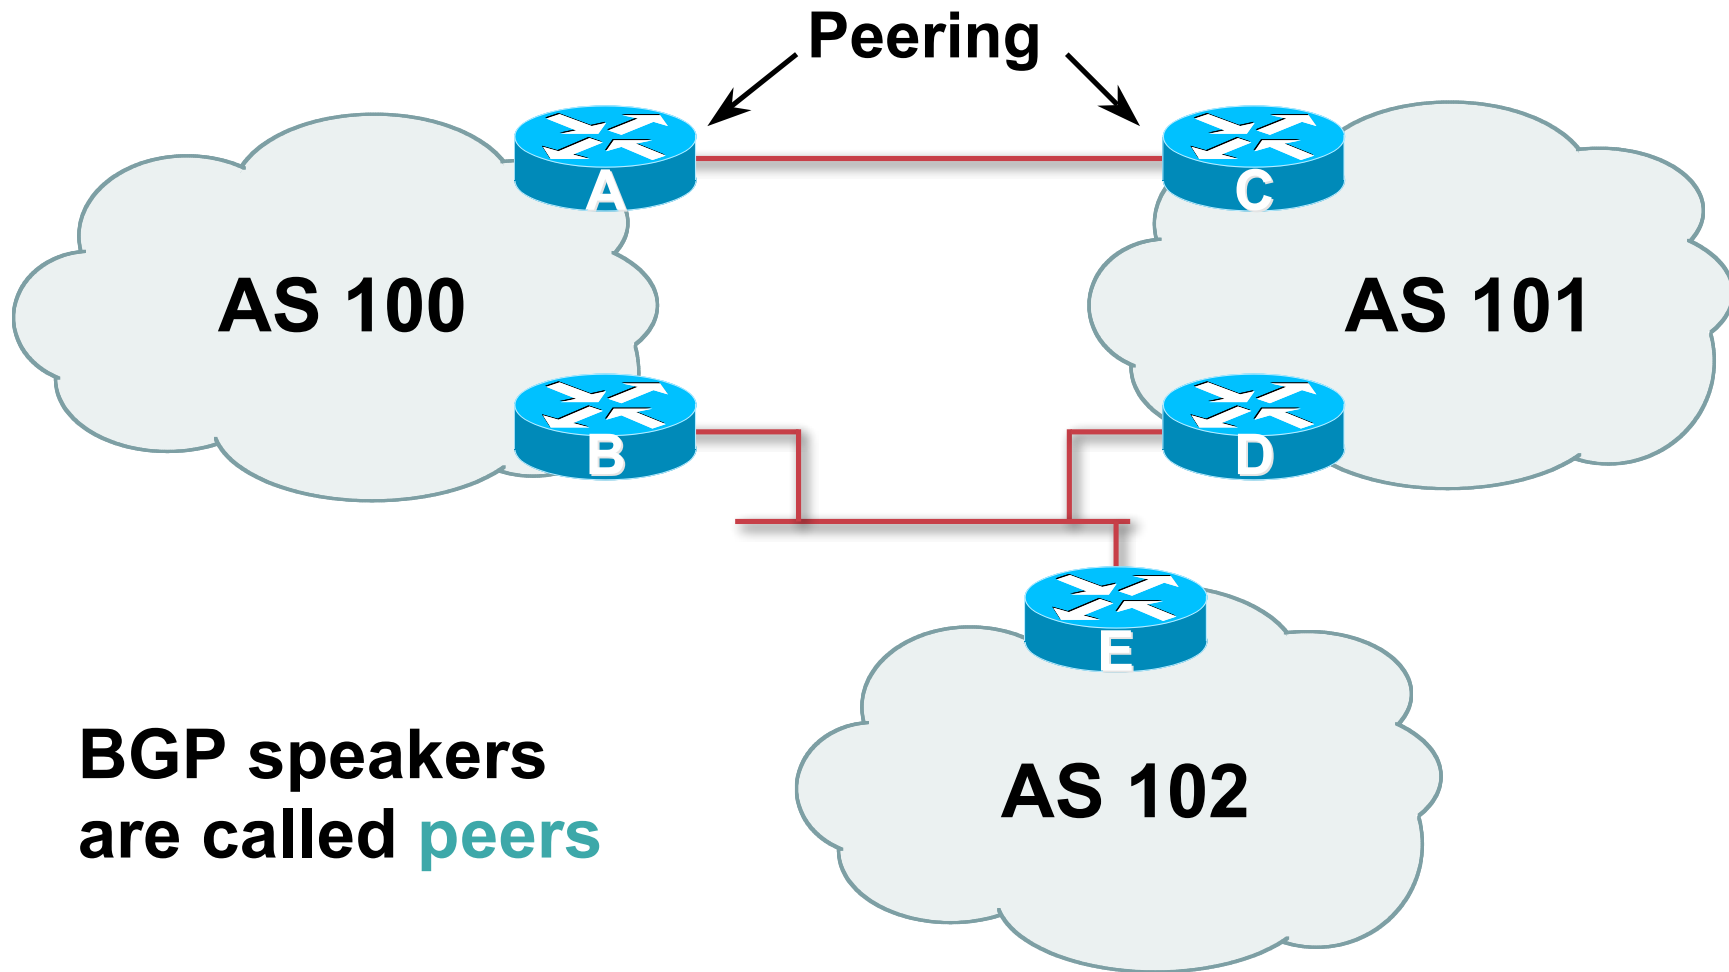 Peering
A
C
AS 100
AS 101
B
D
E
AS 102
BGP speakers
are called peers